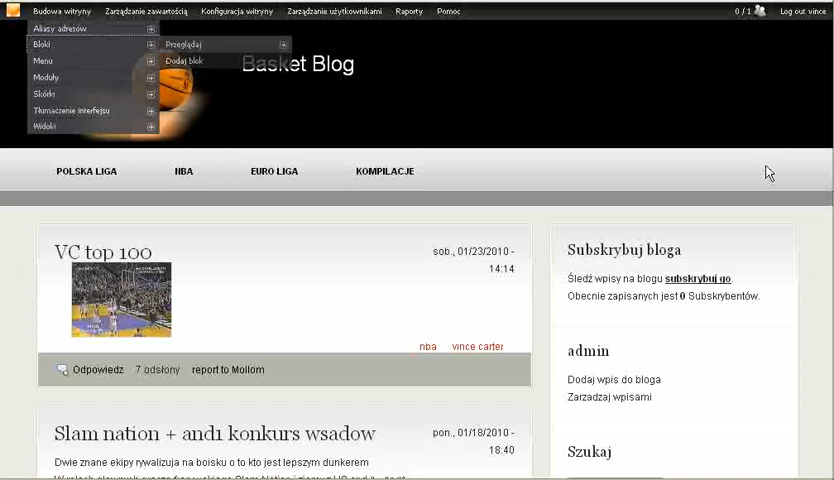 Budowa witryny Zarządzanie zawartością Konfiguracja witryny Zarządzanie użytkownikami Raporty Pomoc 0 / 1 Log out vince
Aliasy adresów
Bloki Przeglądaj
Menu Dodaj blok
Moduły
Skórki
Tłumaczenie interfejsu
Widoki
Basket Blog
POLSKA LIGA NBA EURO LIGA KOMPILACJE
VC top 100
sob., 01/23/2010 -
14:14
nba vince carter
Odpowiedz 7 odsłony report to Mollom
Slam nation + and1 konkurs wsadow
pon., 01/18/2010 -
18:40
Dwie znane ekipy rywalizuja na boisku o to kto jest lepszym dunkerem
Subskrybuj bloga
Śledź wpisy na blogu subskrybuj go.
Obecnie zapisanych jest 0 Subskrybentów.
admin
Dodaj wpis do bloga
Zarzadzaj wpisami
Szukaj